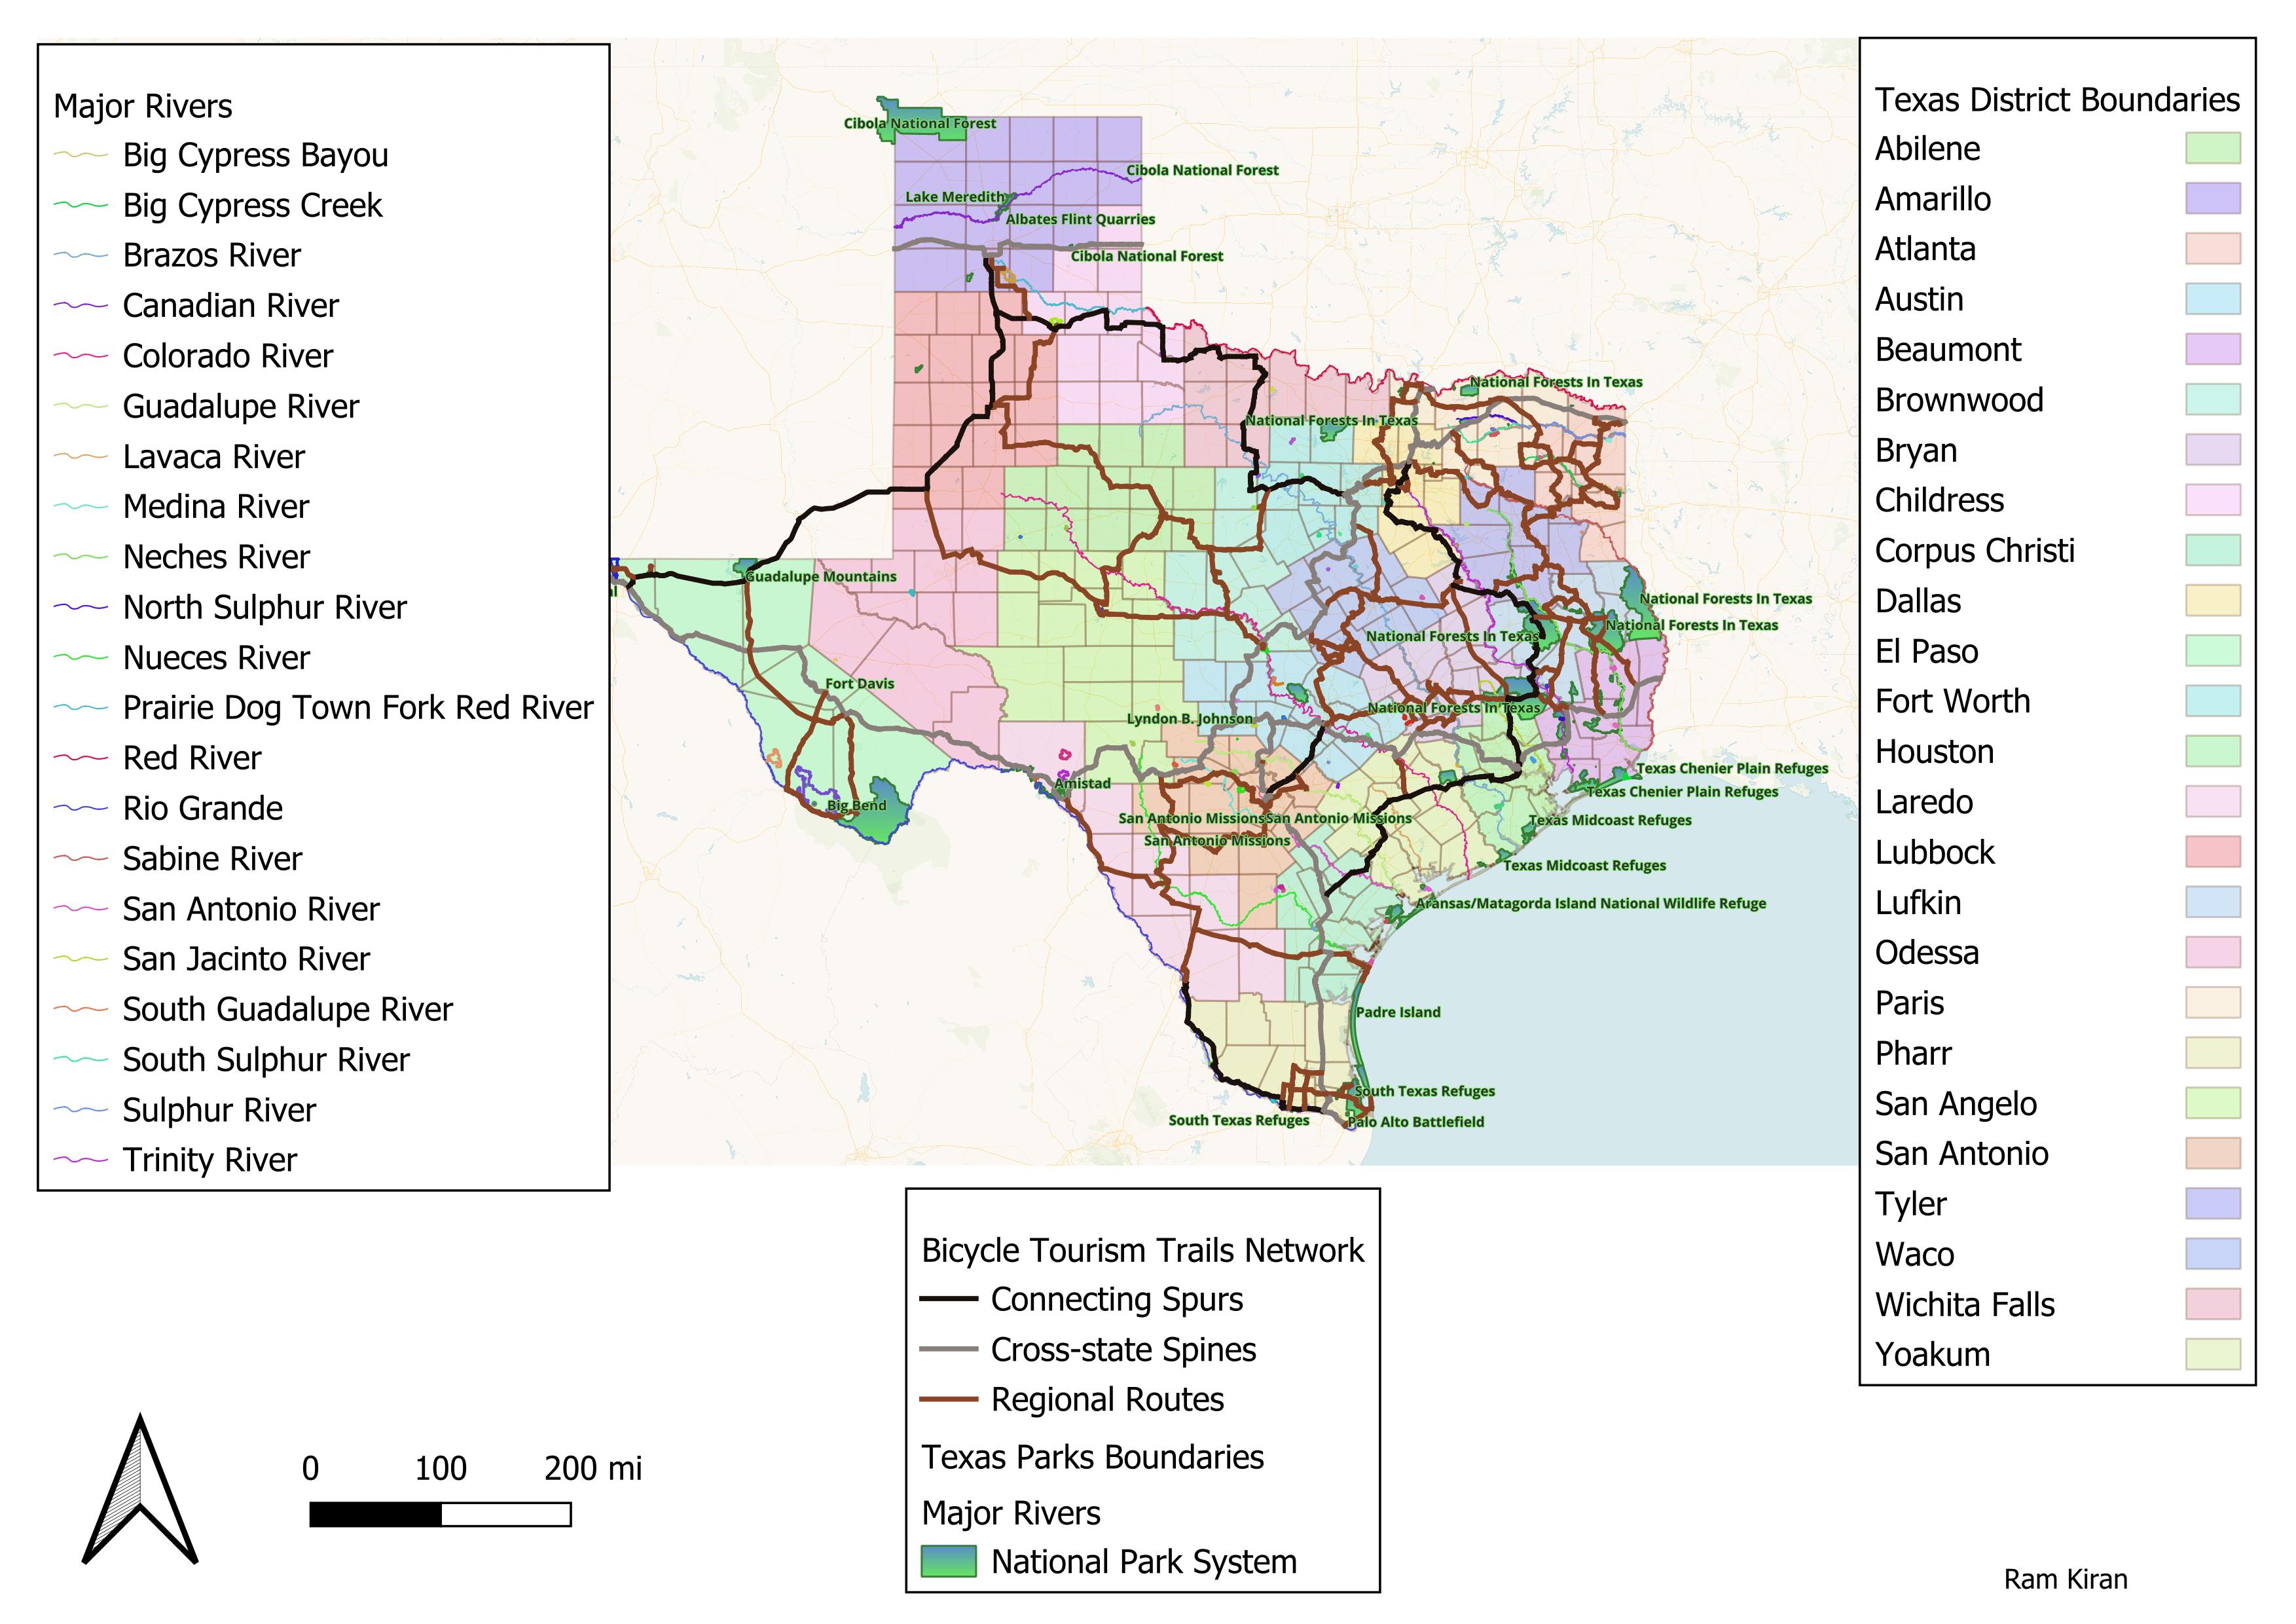 Major Rivers
Big Cypress Bayou
Big Cypress Creek
Brazos River
Canadian River
Colorado River
Guadalupe River
Lavaca River
Medina River
Neches River
North Sulphur River
Nueces River
Prairie Dog Town Fork Red River
Red River
Rio Grande
Sabine River
San Antonio River
San Jacinto River
South Guadalupe River
South Sulphur River
Sulphur River
Trinity River
Cibola National Forest
Cibola National Forest
Lake Meredith
Albates Flint Quarries
Cibola National Forest
National Forests In Texas
National Forests In Texas
Guadalupe Mountains
National Forests In Texas
National Forests In Texas
National Forests In Texas
Fort Davis
National Forests In Texas
Lyndon B. Johnson
Texas Chenier Plain Refuges
Amistad
Texas Chenier Plain Refuges
Big Bend
San Antonio Missions
San Antonio Missions
Texas Midcoast Refuges
San Antonio Missions
Texas Midcoast Refuges
Aransas/Matagorda Island National Wildlife Refuge
Padre Island
South Texas Refuges
South Texas Refuges
Palo Alto Battlefield
Texas District Boundaries
Abilene
Amarillo
Atlanta
Austin
Beaumont
Brownwood
Bryan
Childress
Corpus Christi
Dallas
El Paso
Fort Worth
Houston
Laredo
Lubbock
Lufkin
Odessa
Paris
Pharr
San Angelo
San Antonio
Tyler
Waco
Wichita Falls
Yoakum
Bicycle Tourism Trails Network
Connecting Spurs
Cross-state Spines
Regional Routes
Texas Parks Boundaries
Major Rivers
National Park System
0 100 200 mi
Ram Kiran